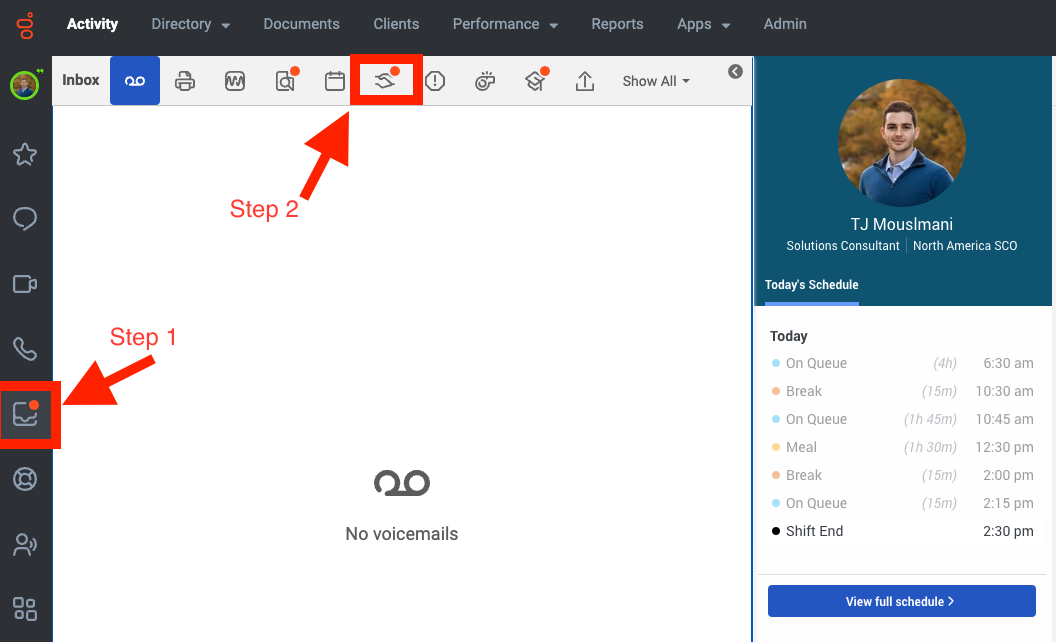 Activity Directory Documents Clients Performance Reports Apps Admin
Inbox Show All
Step 2
Step 1
No voicemails
TJ Mouslmani
Solutions Consultant North America SCO
Today's Schedule
Today
On Queue (4h) 6:30 am
Break (15m) 10:30 am
On Queue (1h 45m) 10:45 am
Meal (1h 30m) 12:30 pm
Break (15m) 2:00 pm
On Queue (15m) 2:15 pm
Shift End 2:30 pm
View full schedule